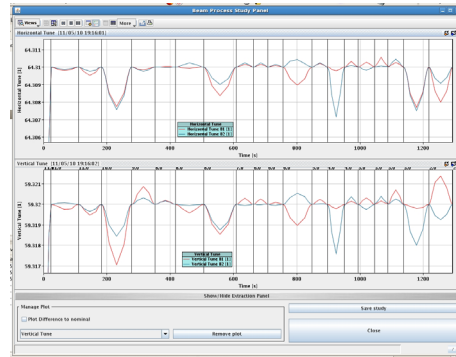 Beam Process Study Panel
Views
More
Horizontal Tune [11/05/10 19:16:01]
Horizontal Tune [1]
64.311
64.31
64.309
64.308
64.307
64.306
Horizontal Tune
Horizontal Tune B1 [1]
Horizontal Tune B2 [1]
0 200 400 600 800 1000 1200
Time [s]
Vertical Tune [11/05/10 19:16:02]
Vertical Tune [1]
59.321
59.32
59.319
59.318
59.317
Vertical Tune
Vertical Tune B1 [1]
Vertical Tune B2 [1]
0 200 400 600 800 1000 1200
Time [s]
Show/Hide Extraction Panel
Manage Plot
Plot Difference to nominal
Vertical Tune
Remove plot
Save study
Close